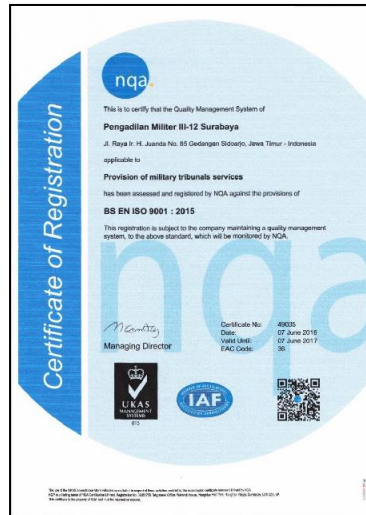 Certificate of Registration
nqa.
This is to certify that the Quality Management System of
Pengadilan Militer III-12 Surabaya
Jl. Raya Ir. H. Juanda No. 85 Gedangan Sidoarjo, Jawa Timur - Indonesia
applicable to
Provision of military tribunals services
has been assessed and registered by NQA against the provisions of
BS EN ISO 9001 : 2015
This registration is subject to the company maintaining a quality management
system, to the above standard, which will be monitored by NQA.
nqa
Managing Director
Certificate No: 49035
Date: 07 June 2016
Valid Until: 07 June 2017
EAC Code: 36
UKAS
MANAGEMENT
SYSTEMS
015
IAF